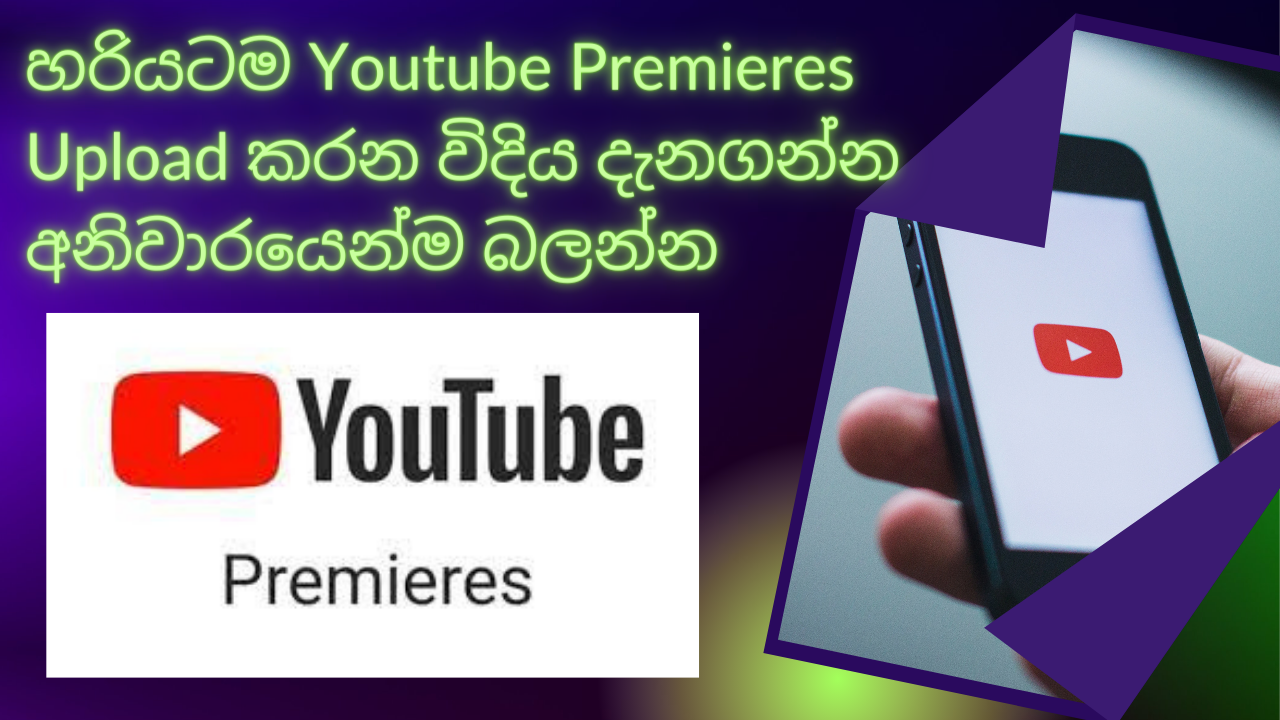 හරියටම Youtube Premieres
Upload කරන විදිය දැනගන්න
අනිවාරයෙන්ම බලන්න
YouTube
Premieres